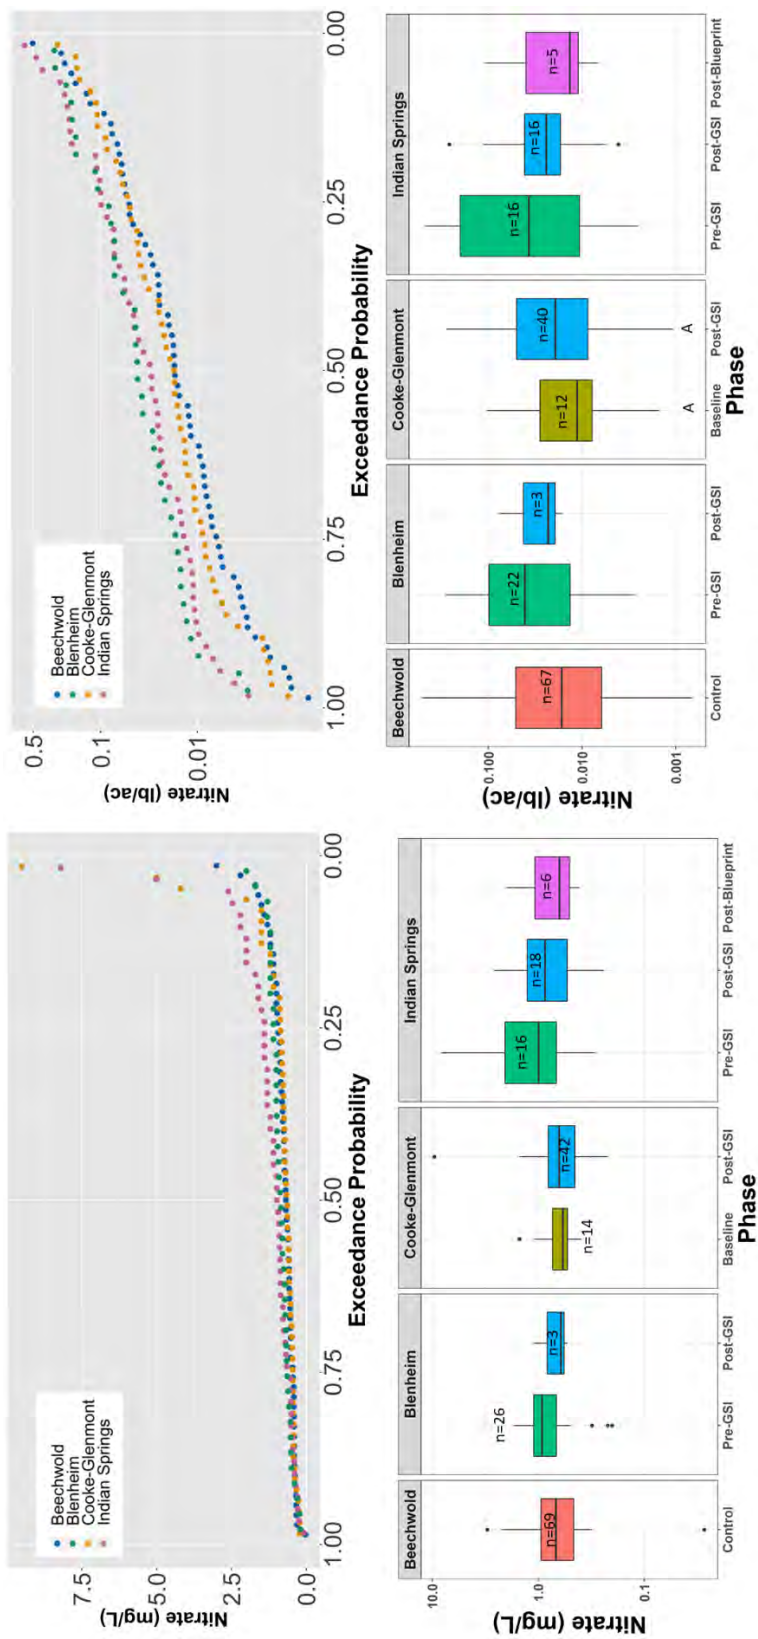 Nitrate (mg/L)
7.5
5.0
2.5
0.0
Beechwold
Blenheim
Cooke-Glenmont
Indian Springs
1.00
0.75
0.50
0.25
0.00
Exceedance Probability
Nitrate (lb/ac)
0.5
0.1
0.01
Beechwold
Blenheim
Cooke-Glenmont
Indian Springs
1.00
0.75
0.50
0.25
0.00
Exceedance Probability
Nitrate (mg/L)
10.0
1.0
0.1
Beechwold
Blenheim
Cooke-Glenmont
Indian Springs
n=69
n=26
n=3
n=14
n=42
n=16
n=18
n=6
Control
Pre-GSI
Post-GSI
Baseline
Post-GSI
Pre-GSI
Post-GSI
Post-Blueprint
Phase
Nitrate (lb/ac)
0.100
0.010
0.001
Beechwold
Blenheim
Cooke-Glenmont
Indian Springs
n=67
n=22
n=3
n=12
n=40
n=16
n=16
n=5
A
A
Control
Pre-GSI
Post-GSI
Baseline
Post-GSI
Pre-GSI
Post-GSI
Post-Blueprint
Phase